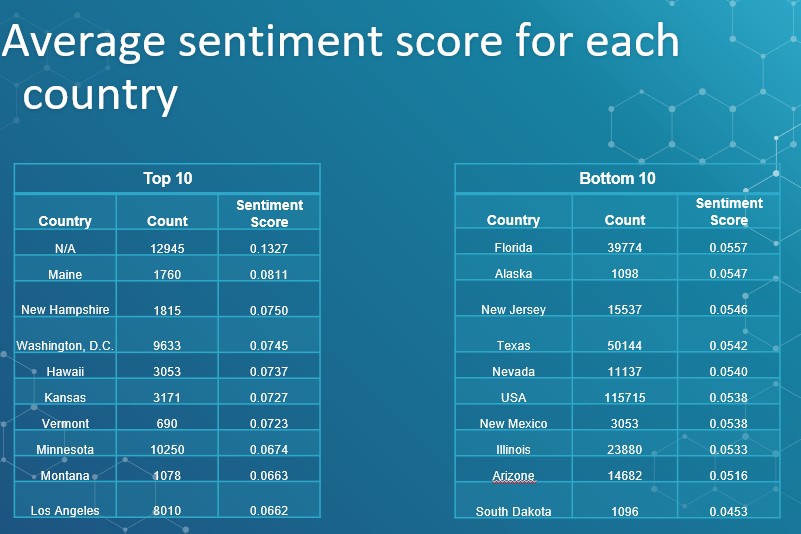 Average sentiment score for each
country
Top 10
Country Count Sentiment Score
N/A 12945 0.1327
Maine 1760 0.0811
New Hampshire 1815 0.0750
Washington, D.C. 9633 0.0745
Hawaii 3053 0.0737
Kansas 3171 0.0727
Vermont 690 0.0723
Minnesota 10250 0.0674
Montana 1078 0.0663
Los Angeles 8010 0.0662
Bottom 10
Country Count Sentiment Score
Florida 39774 0.0557
Alaska 1098 0.0547
New Jersey 15537 0.0546
Texas 50144 0.0542
Nevada 11137 0.0540
USA 115715 0.0538
New Mexico 3053 0.0538
Illinois 23880 0.0533
Arizone 14682 0.0516
South Dakota 1096 0.0453